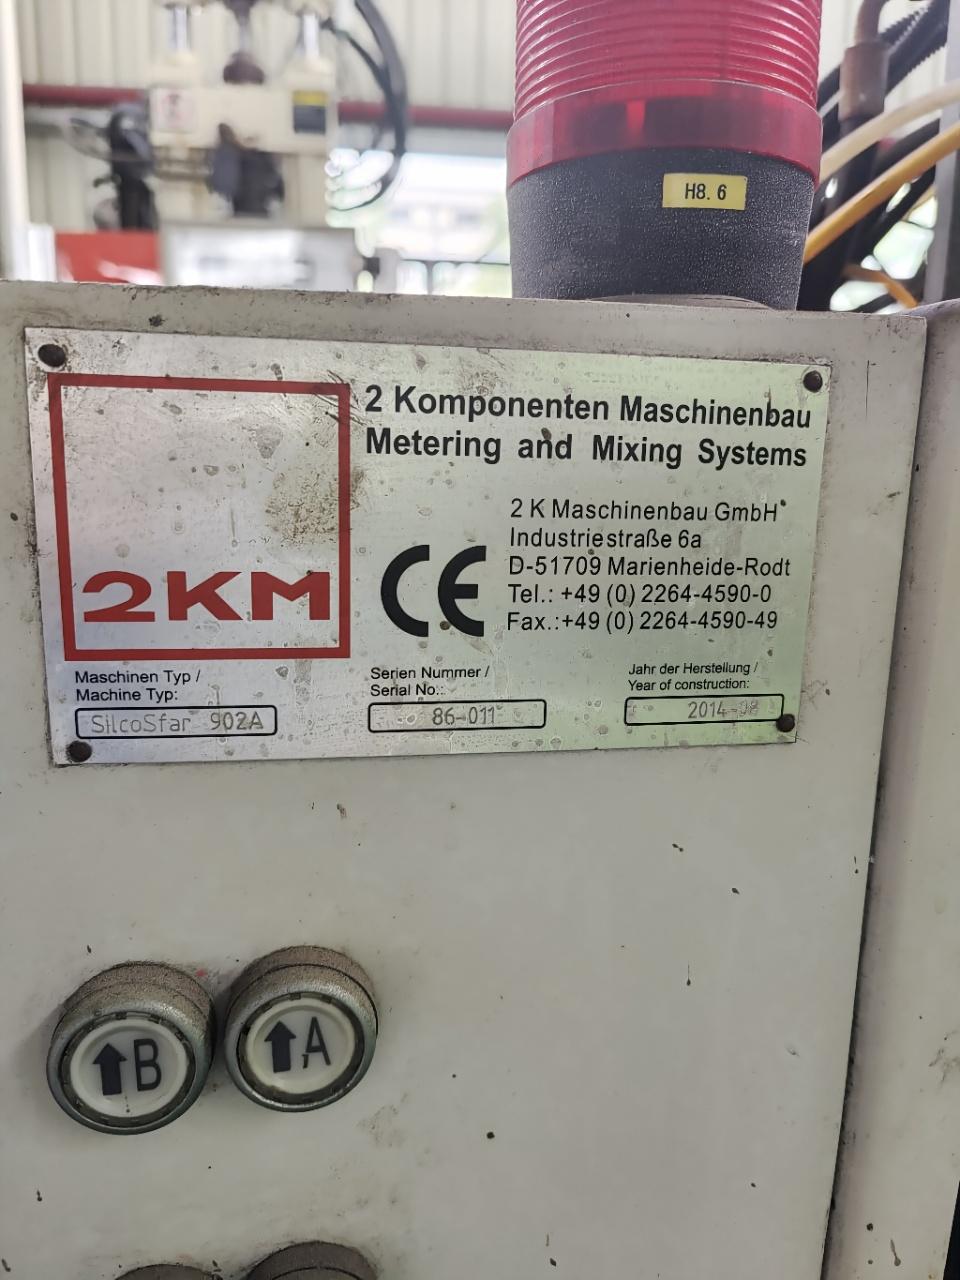 H8. 6
2 Komponenten Maschinenbau
Metering and Mixing Systems
2 K Maschinenbau GmbH
Industriestraße 6a
D-51709 Marienheide-Rodt
Tel.: +49 (0) 2264-4590-0
Fax.:+49 (0) 2264-4590-49
CE
2KM
Maschinen Typ /
Machine Typ:
SilcoSfar 902A
Serien Nummer /
Serial No.:
86-011
Jahr der Herstellung /
Year of construction:
2014-08
B
A